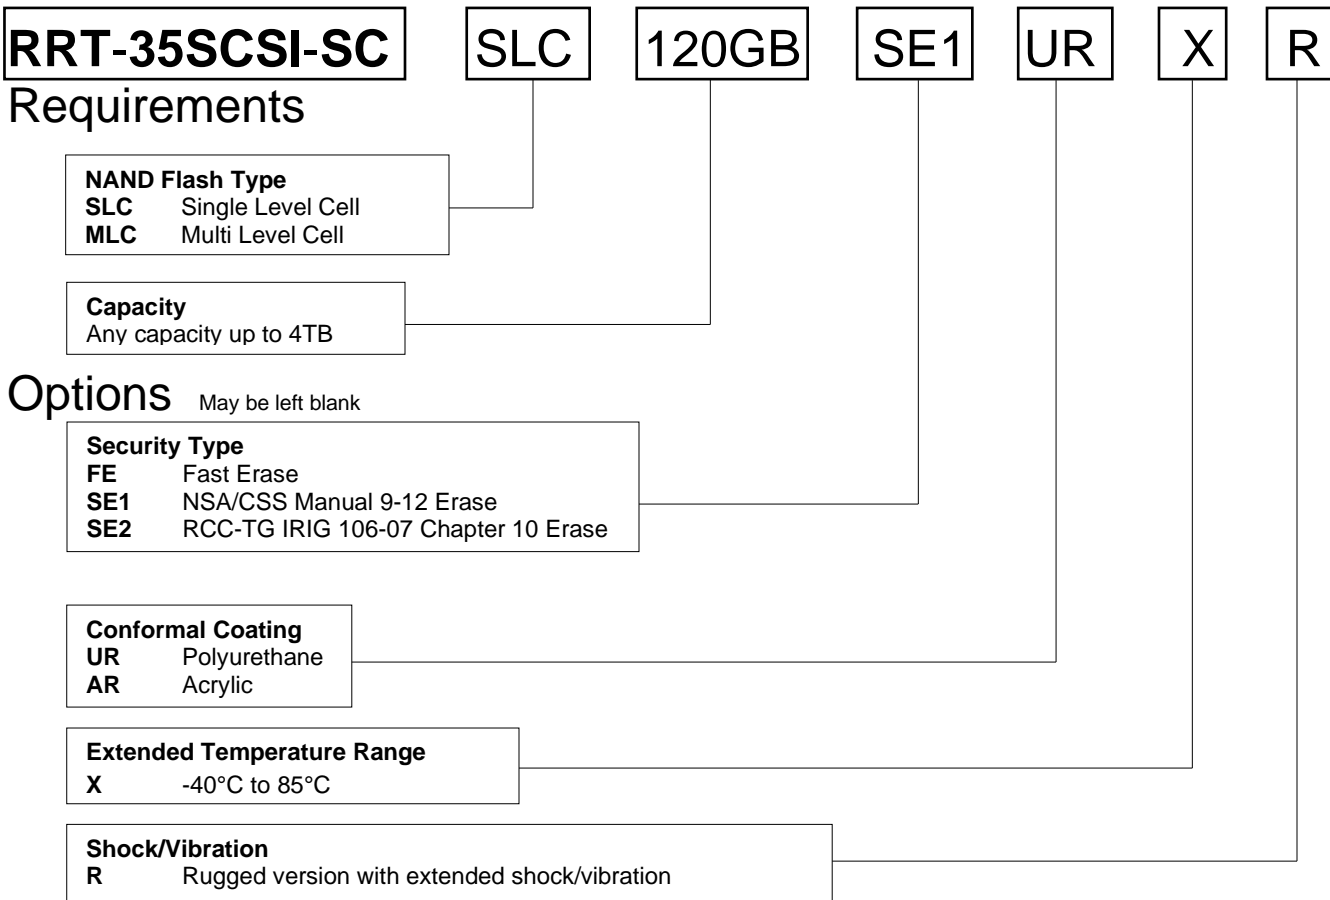 RRT-35SCSI-SC SLC 120GB SE1 UR X R
Requirements
NAND Flash Type
SLC Single Level Cell
MLC Multi Level Cell
Capacity
Any capacity up to 4TB
Options May be left blank
Security Type
FE Fast Erase
SE1 NSA/CSS Manual 9-12 Erase
SE2 RCC-TG IRIG 106-07 Chapter 10 Erase
Conformal Coating
UR Polyurethane
AR Acrylic
Extended Temperature Range
X -40°C to 85°C
Shock/Vibration
R Rugged version with extended shock/vibration